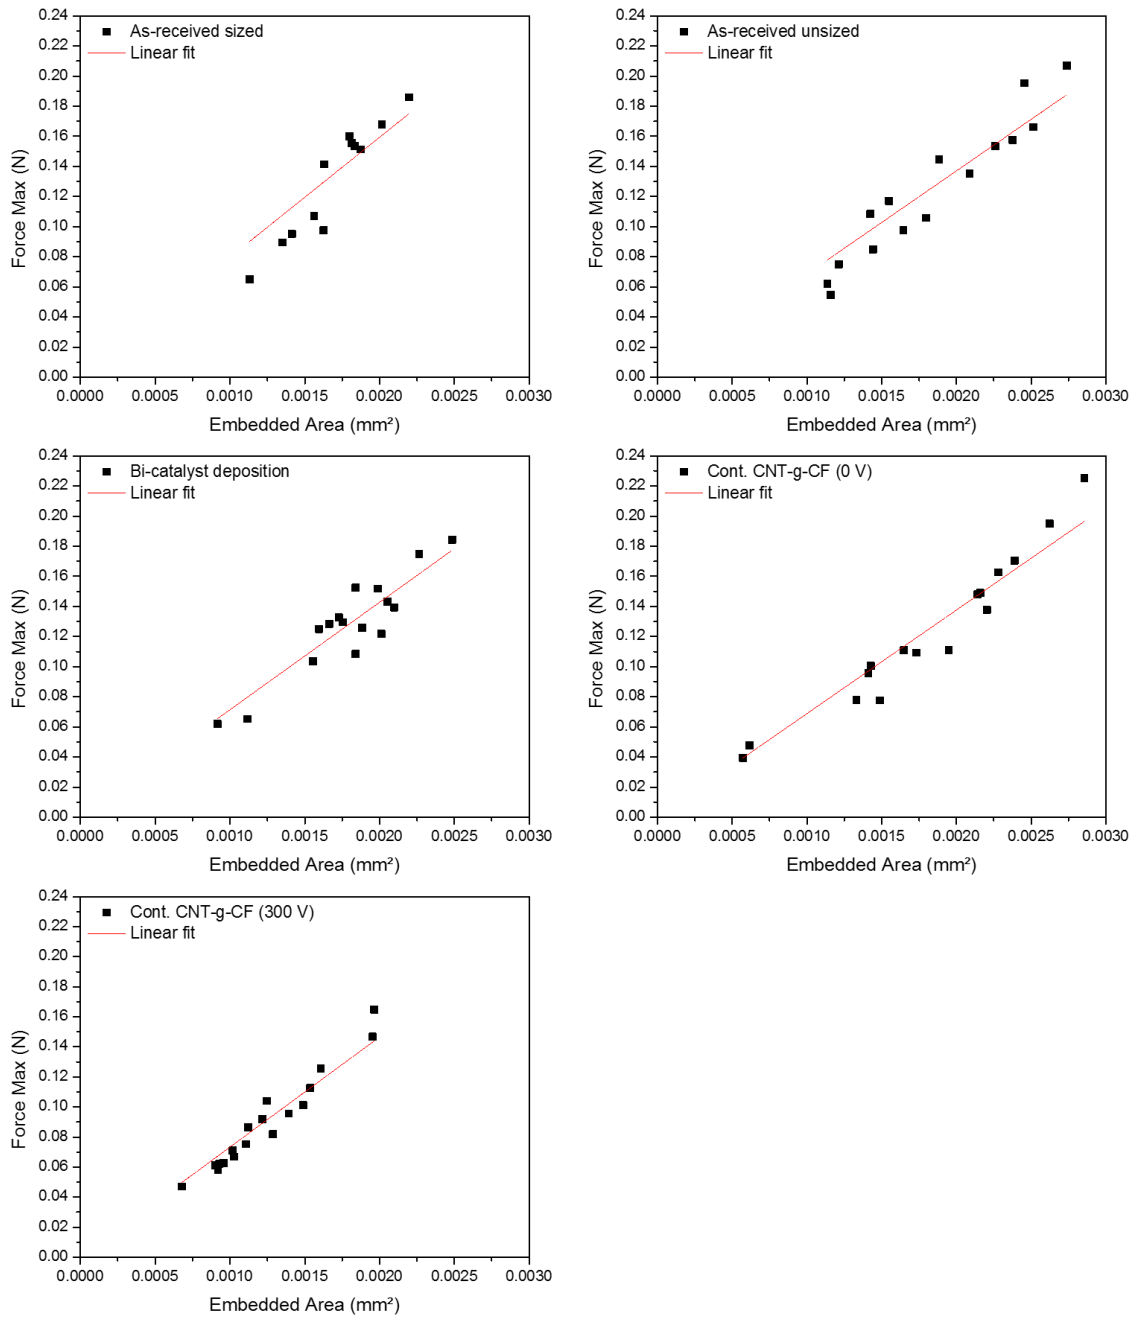 As-received sized
Linear fit
0.24
0.22
0.20
0.18
0.16
0.14
0.12
0.10
0.08
0.06
0.04
0.02
0.00
Force Max (N)
0.0000 0.0005 0.0010 0.0015 0.0020 0.0025 0.0030
Embedded Area (mm²)
As-received unsized
Linear fit
0.24
0.22
0.20
0.18
0.16
0.14
0.12
0.10
0.08
0.06
0.04
0.02
0.00
Force Max (N)
0.0000 0.0005 0.0010 0.0015 0.0020 0.0025 0.0030
Embedded Area (mm²)
Bi-catalyst deposition
Linear fit
0.24
0.22
0.20
0.18
0.16
0.14
0.12
0.10
0.08
0.06
0.04
0.02
0.00
Force Max (N)
0.0000 0.0005 0.0010 0.0015 0.0020 0.0025 0.0030
Embedded Area (mm²)
Cont. CNT-g-CF (0 V)
Linear fit
0.24
0.22
0.20
0.18
0.16
0.14
0.12
0.10
0.08
0.06
0.04
0.02
0.00
Force Max (N)
0.0000 0.0005 0.0010 0.0015 0.0020 0.0025 0.0030
Embedded Area (mm²)
Cont. CNT-g-CF (300 V)
Linear fit
0.24
0.22
0.20
0.18
0.16
0.14
0.12
0.10
0.08
0.06
0.04
0.02
0.00
Force Max (N)
0.0000 0.0005 0.0010 0.0015 0.0020 0.0025 0.0030
Embedded Area (mm²)